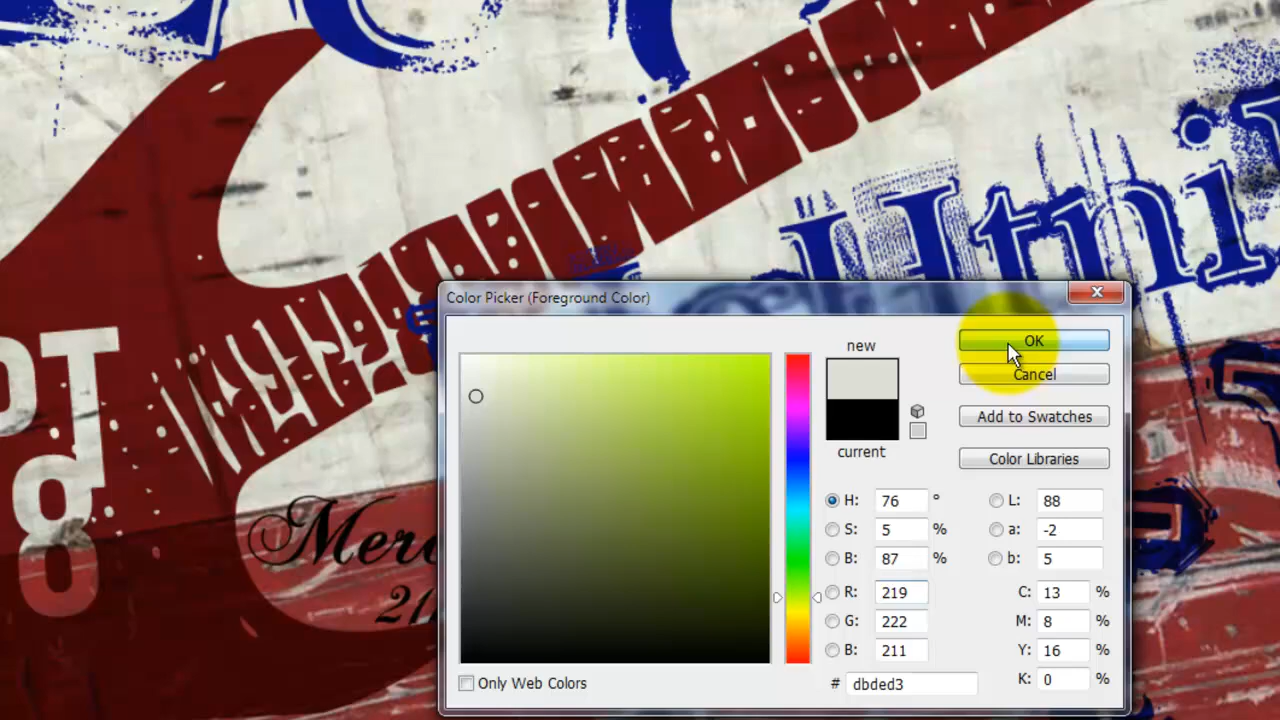 Color Picker (Foreground Color)
new
current
OK
Cancel
Add to Swatches
Color Libraries
H: 76 °
S: 5 %
B: 87 %
R: 219
G: 222
B: 211
L: 88
a: -2
b: 5
C: 13 %
M: 8 %
Y: 16 %
K: 0 %
# dbded3
Only Web Colors